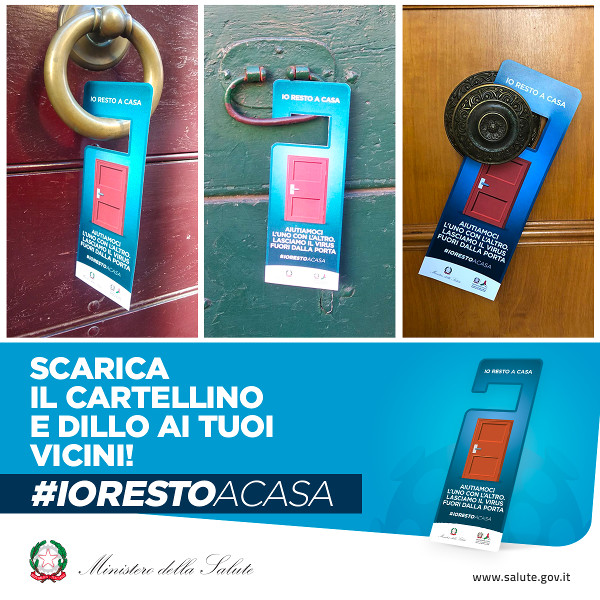 IO RESTO A CASA
AIUTIAMOCI
L'UNO CON L'ALTRO.
LASCIAMO IL VIRUS
FUORI DALLA PORTA
#IORESTOACASA
IO RESTO A CASA
AIUTIAMOCI
L'UNO CON L'ALTRO.
LASCIAMO IL VIRUS
FUORI DALLA PORTA
#IORESTOACASA
IO RESTO A CASA
AIUTIAMOCI
L'UNO CON L'ALTRO.
LASCIAMO IL VIRUS
FUORI DALLA PORTA
#IORESTOACASA
Ministero della Salute
SCARICA
IL CARTELLINO
E DILLO AI TUOI
VICINI!
#IORESTOACASA
IO RESTO A CASA
AIUTIAMOCI
L'UNO CON L'ALTRO.
LASCIAMO IL VIRUS
FUORI DALLA PORTA
#IORESTOACASA
Ministero della Salute
www.salute.gov.it